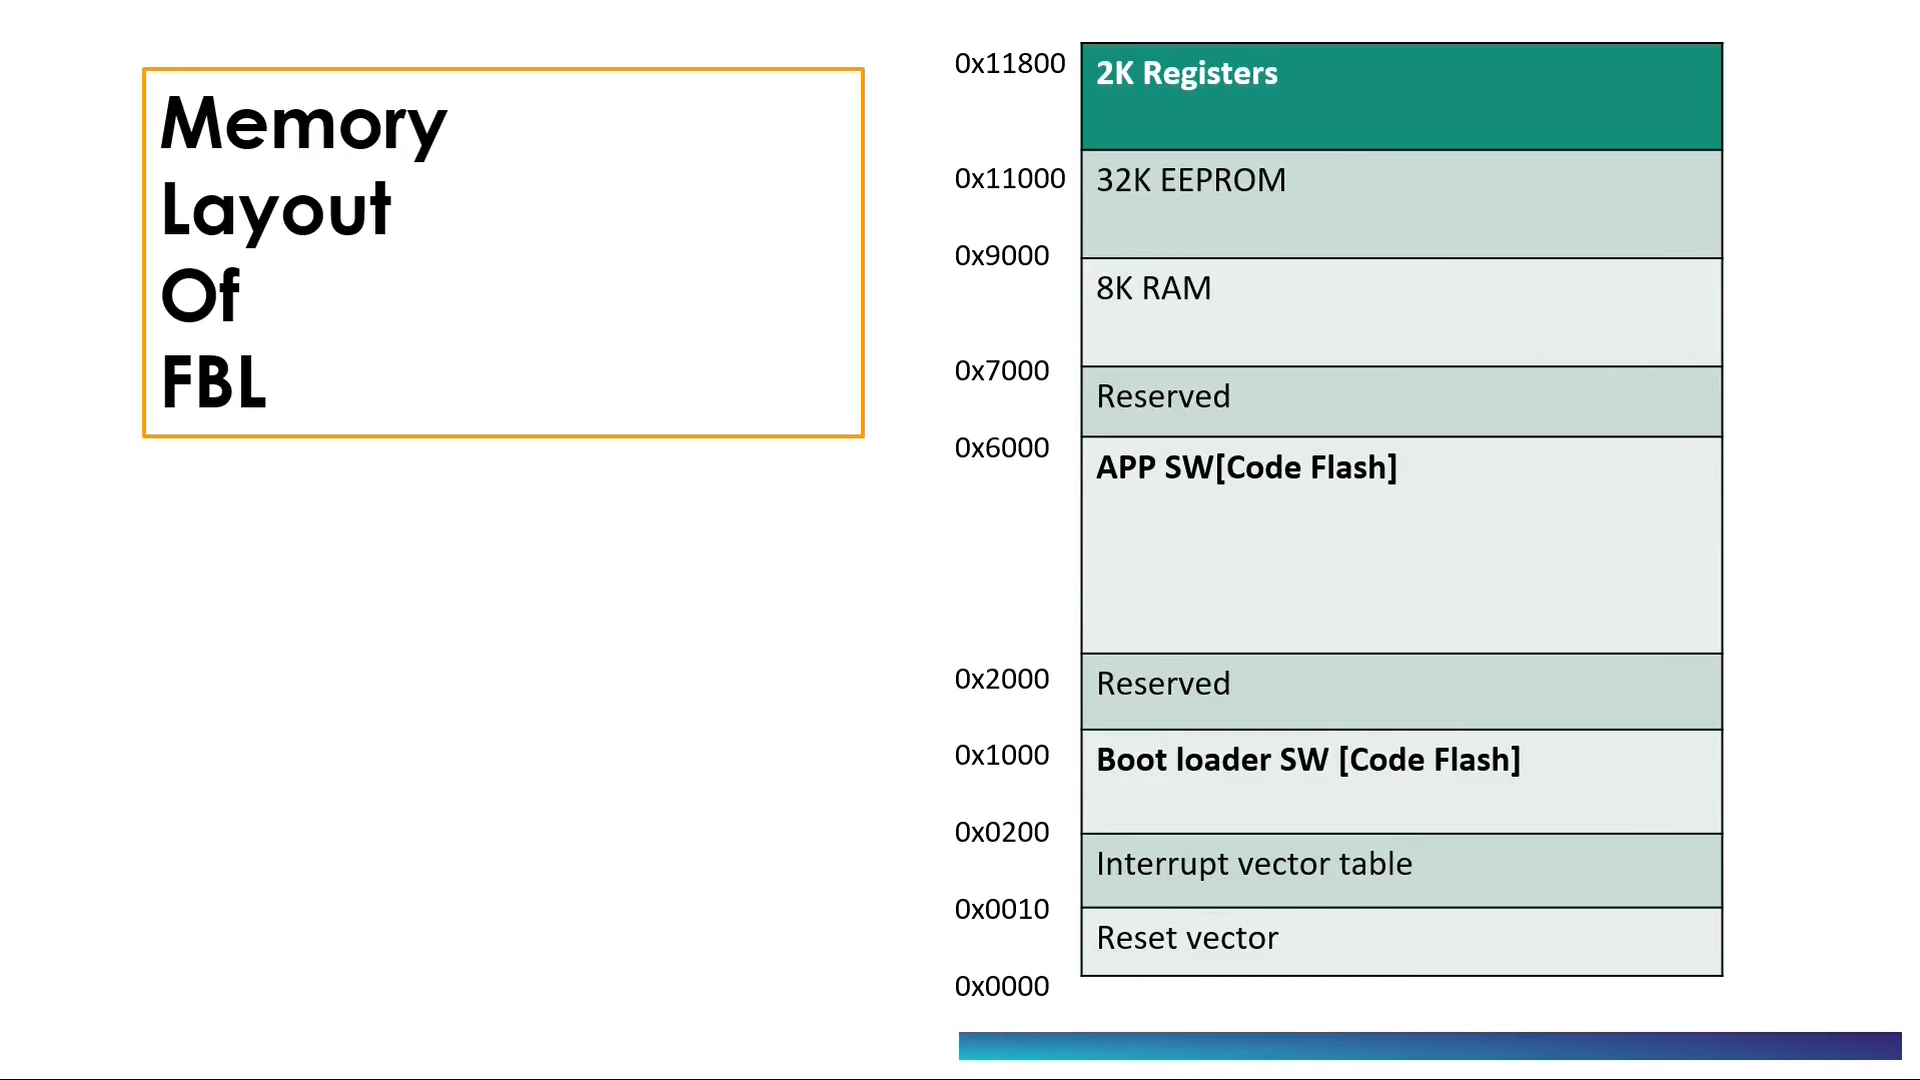 Memory
Layout
Of
FBL
0x11800
2K Registers
0x11000
32K EEPROM
0x9000
8K RAM
0x7000
Reserved
0x6000
APP SW[Code Flash]
0x2000
Reserved
0x1000
Boot loader SW [Code Flash]
0x0200
Interrupt vector table
0x0010
Reset vector
0x0000